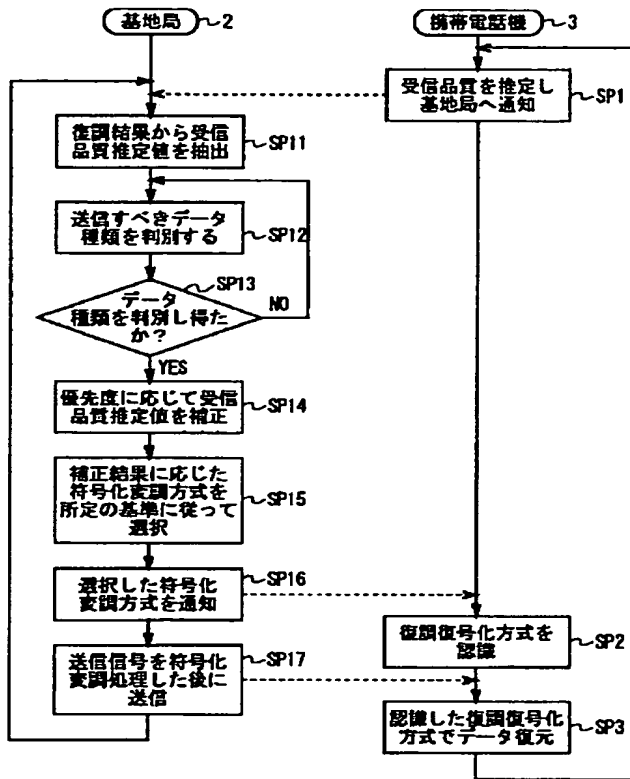 基地局
2
携帯電話機
3
受信品質を推定し
基地局へ通知
SP1
復調結果から受信
品質推定値を抽出
SP11
送信すべきデータ
種類を判別する
SP12
SP13
データ
種類を判別し得た
か？
NO
YES
優先度に応じて受信
品質推定値を補正
SP14
補正結果に応じた
符号化変調方式を
所定の基準に従って
選択
SP15
選択した符号化
変調方式を通知
SP16
復調復号化方式を
認識
SP2
送信信号を符号化
変調処理した後に
送信
SP17
認識した復調復号化
方式でデータ復元
SP3